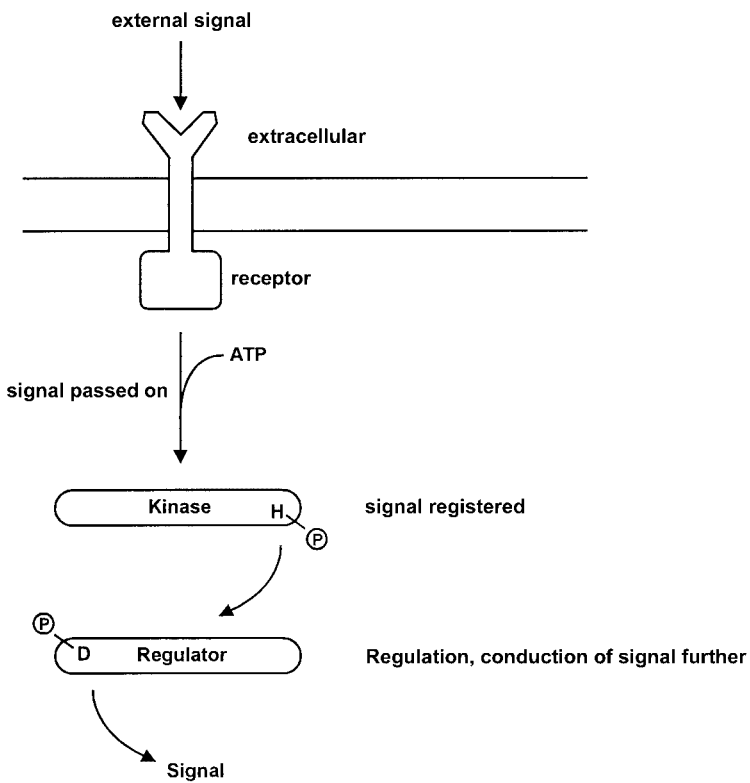 external signal
extracellular
receptor
ATP
signal passed on
Kinase
H
signal registered
P
P
D
Regulator
Regulation, conduction of signal further
Signal